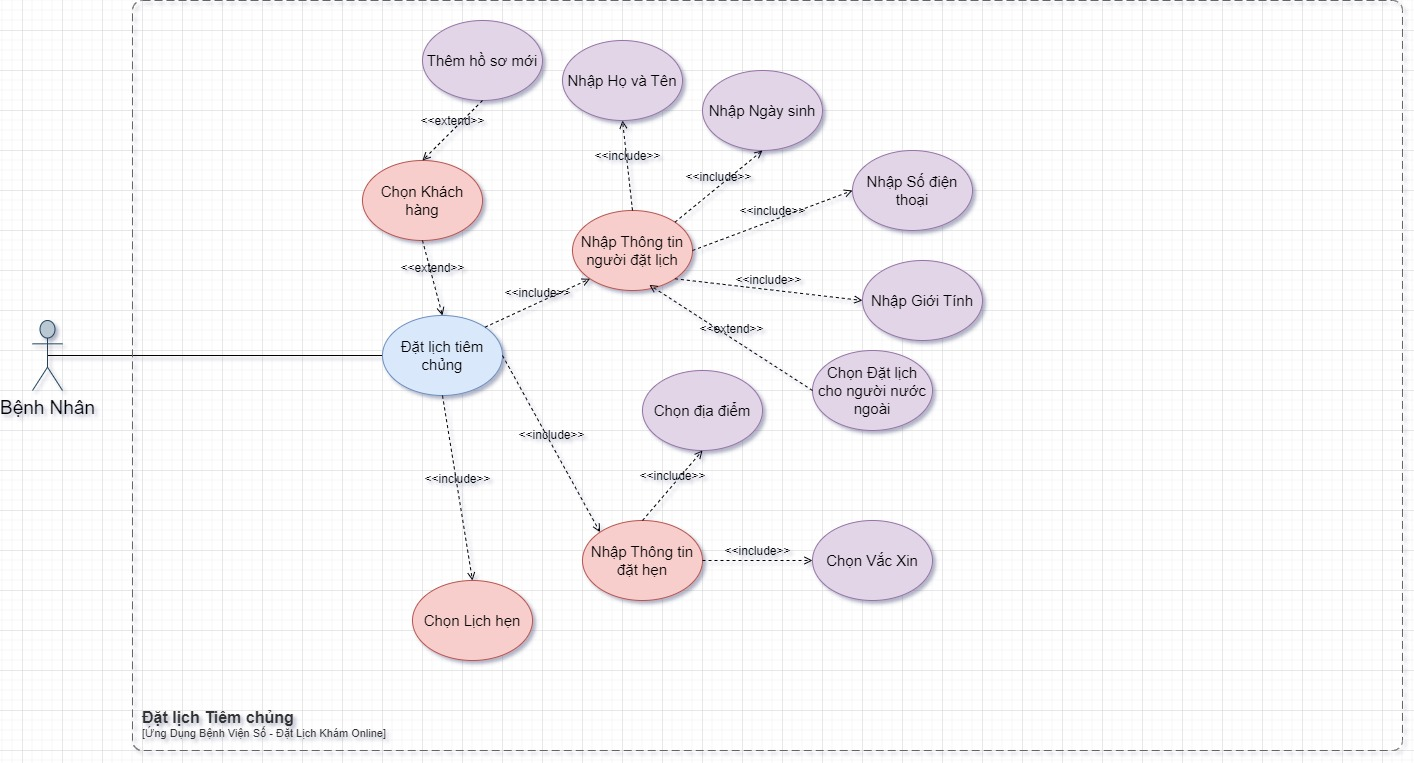 Thêm hồ sơ mới
<<extend>>
Chọn Khách
hàng
<<extend>>
Nhập Họ và Tên
<<include>>
Nhập Ngày sinh
<<include>>
Nhập Số điện
thoại
<<include>>
Nhập Thông tin
người đặt lịch
<<include>>
<<include>>
Nhập Giới Tính
<<extend>>
Chọn Đặt lịch
cho người nước
ngoài
Bệnh Nhân
Đặt lịch tiêm
chủng
<<include>>
Chọn địa điểm
<<include>>
<<include>>
Nhập Thông tin
đặt hẹn
<<include>>
Chọn Vắc Xin
Chọn Lịch hẹn
Đặt lịch Tiêm chủng
[Ứng Dụng Bệnh Viện Số - Đặt Lịch Khám Online]